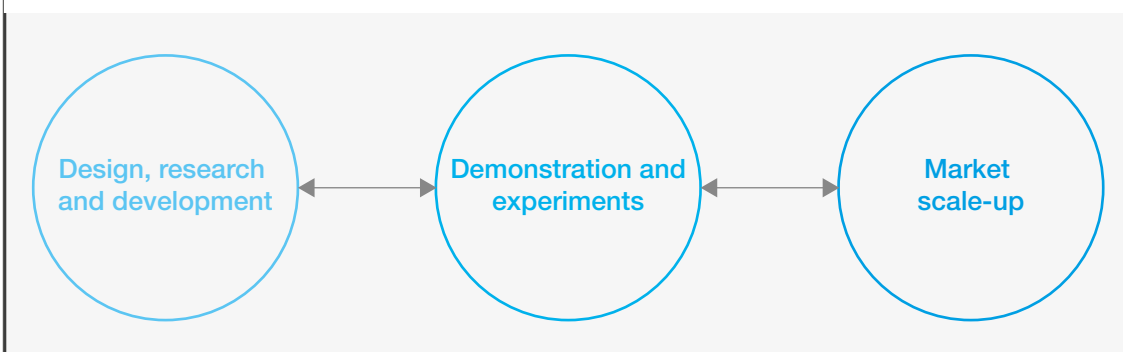 Design, research
and development
Demonstration and
experiments
Market
scale-up